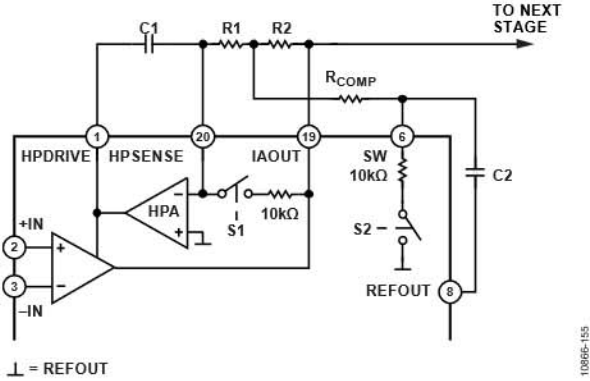 TO NEXT
STAGE
C1
R1
R2
RCOMP
1
20
19
6
HPDRIVE
HPSENSE
IAOUT
SW
10kΩ
C2
HPA
–
+
S1
10kΩ
S2
+IN
2
+
3
–
–IN
REFOUT
8
⊥ = REFOUT
10866-155